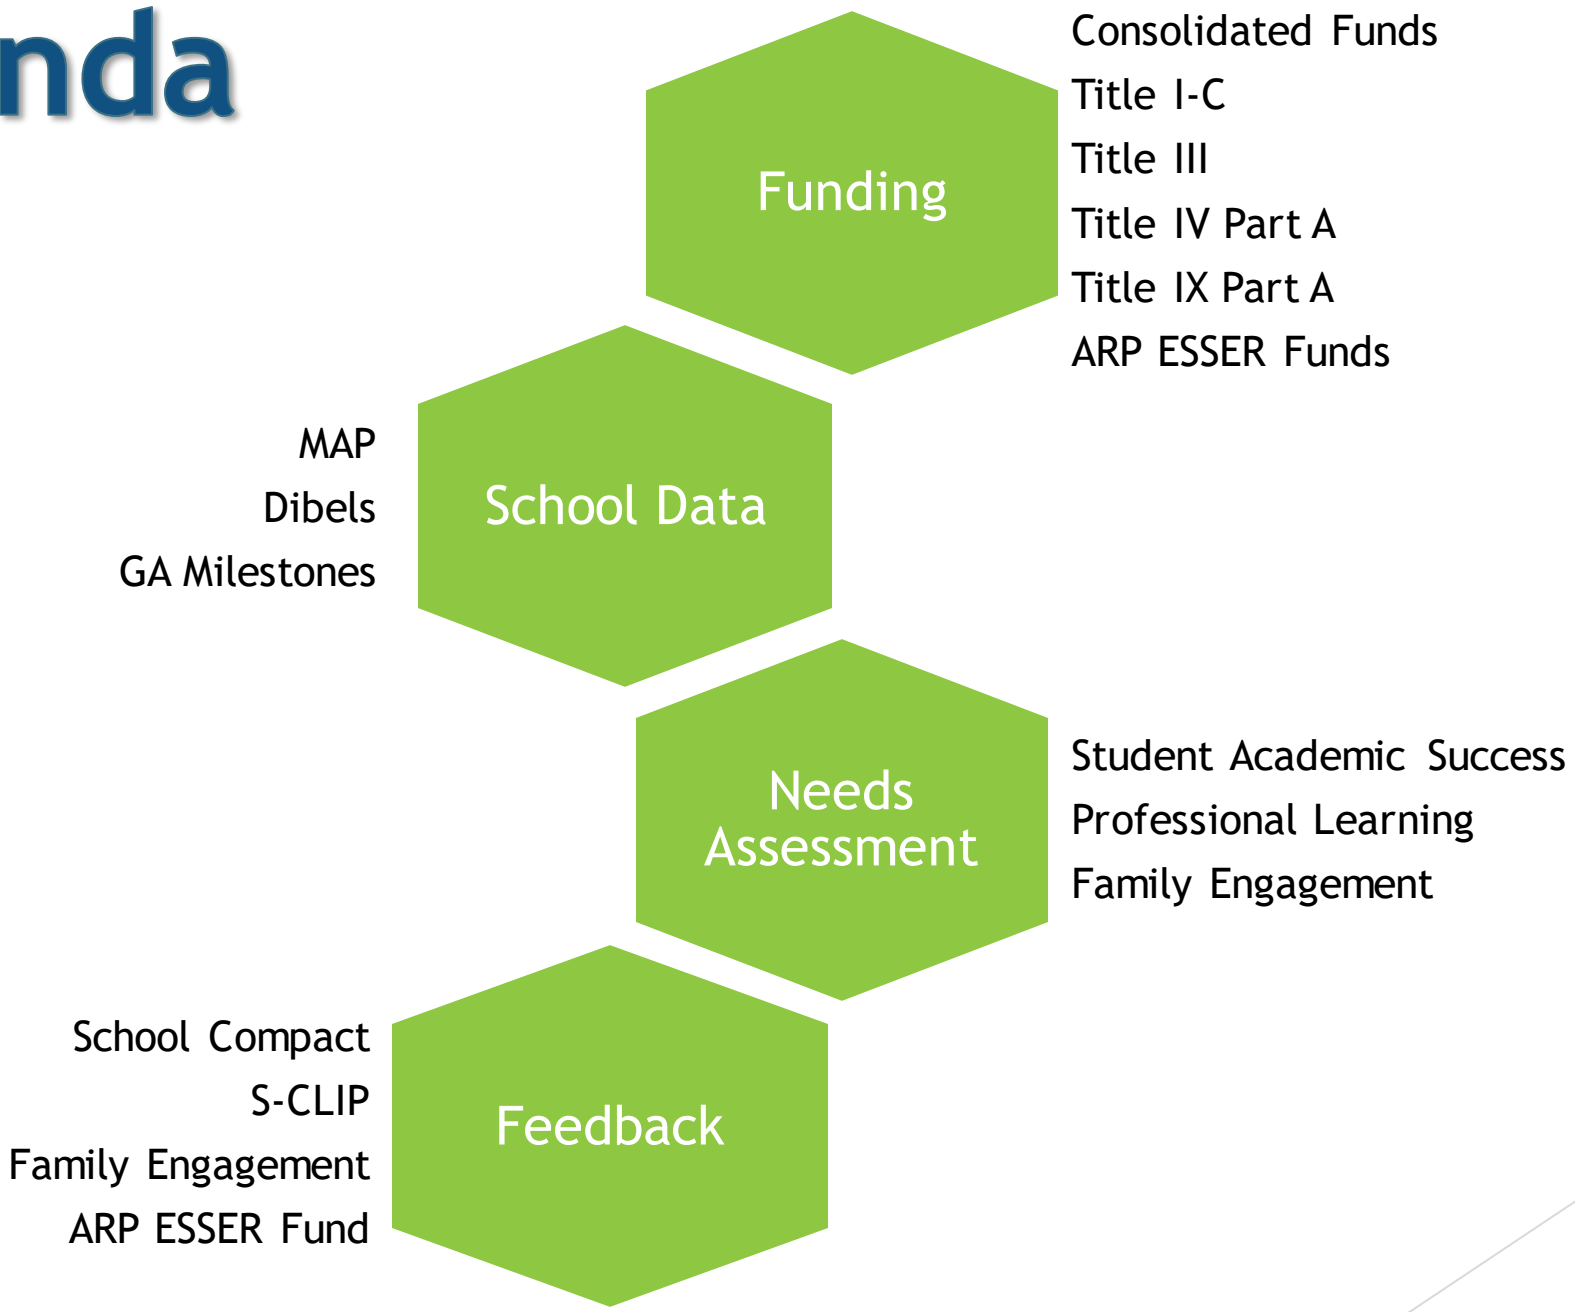 nda
Funding
Consolidated Funds
Title I-C
Title III
Title IV Part A
Title IX Part A
ARP ESSER Funds
School Data
MAP
Dibels
GA Milestones
Needs
Assessment
Student Academic Success
Professional Learning
Family Engagement
Feedback
School Compact
S-CLIP
Family Engagement
ARP ESSER Fund